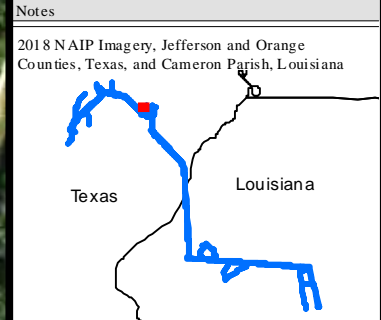 Notes
2018 NAIP Imagery, Jefferson and Orange
Counties, Texas, and Cameron Parish, Louisiana
Louisiana
Texas